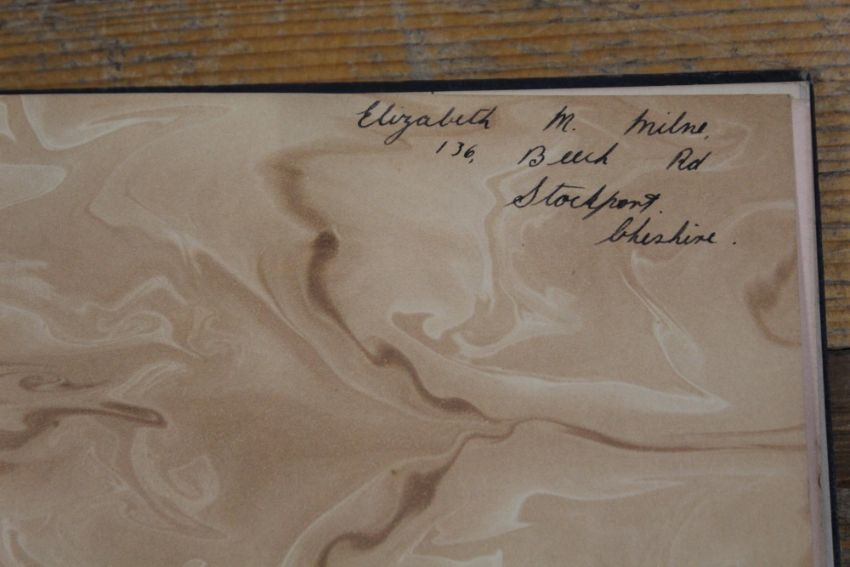 Elizabeth M. Milne,
136, Beech Rd
Stockport.
Cheshire.